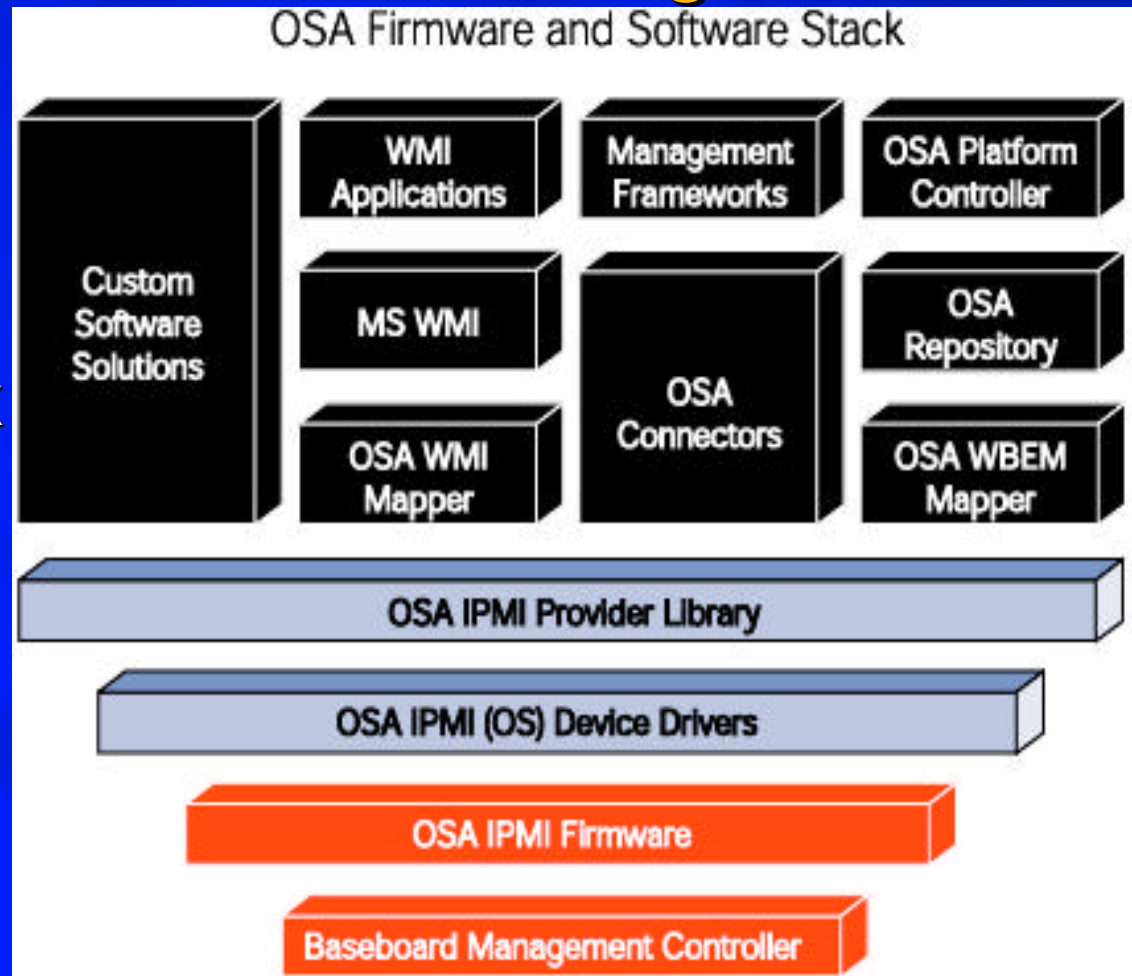 OSA Firmware and Software Stack
Custom
Software
Solutions
WMI
Applications
MS WMI
OSA WMI
Mapper
Management
Frameworks
OSA
Connectors
OSA Platform
Controller
OSA
Repository
OSA WBEM
Mapper
OSA IPMI Provider Library
OSA IPMI (OS) Device Drivers
OSA IPMI Firmware
Baseboard Management Controller